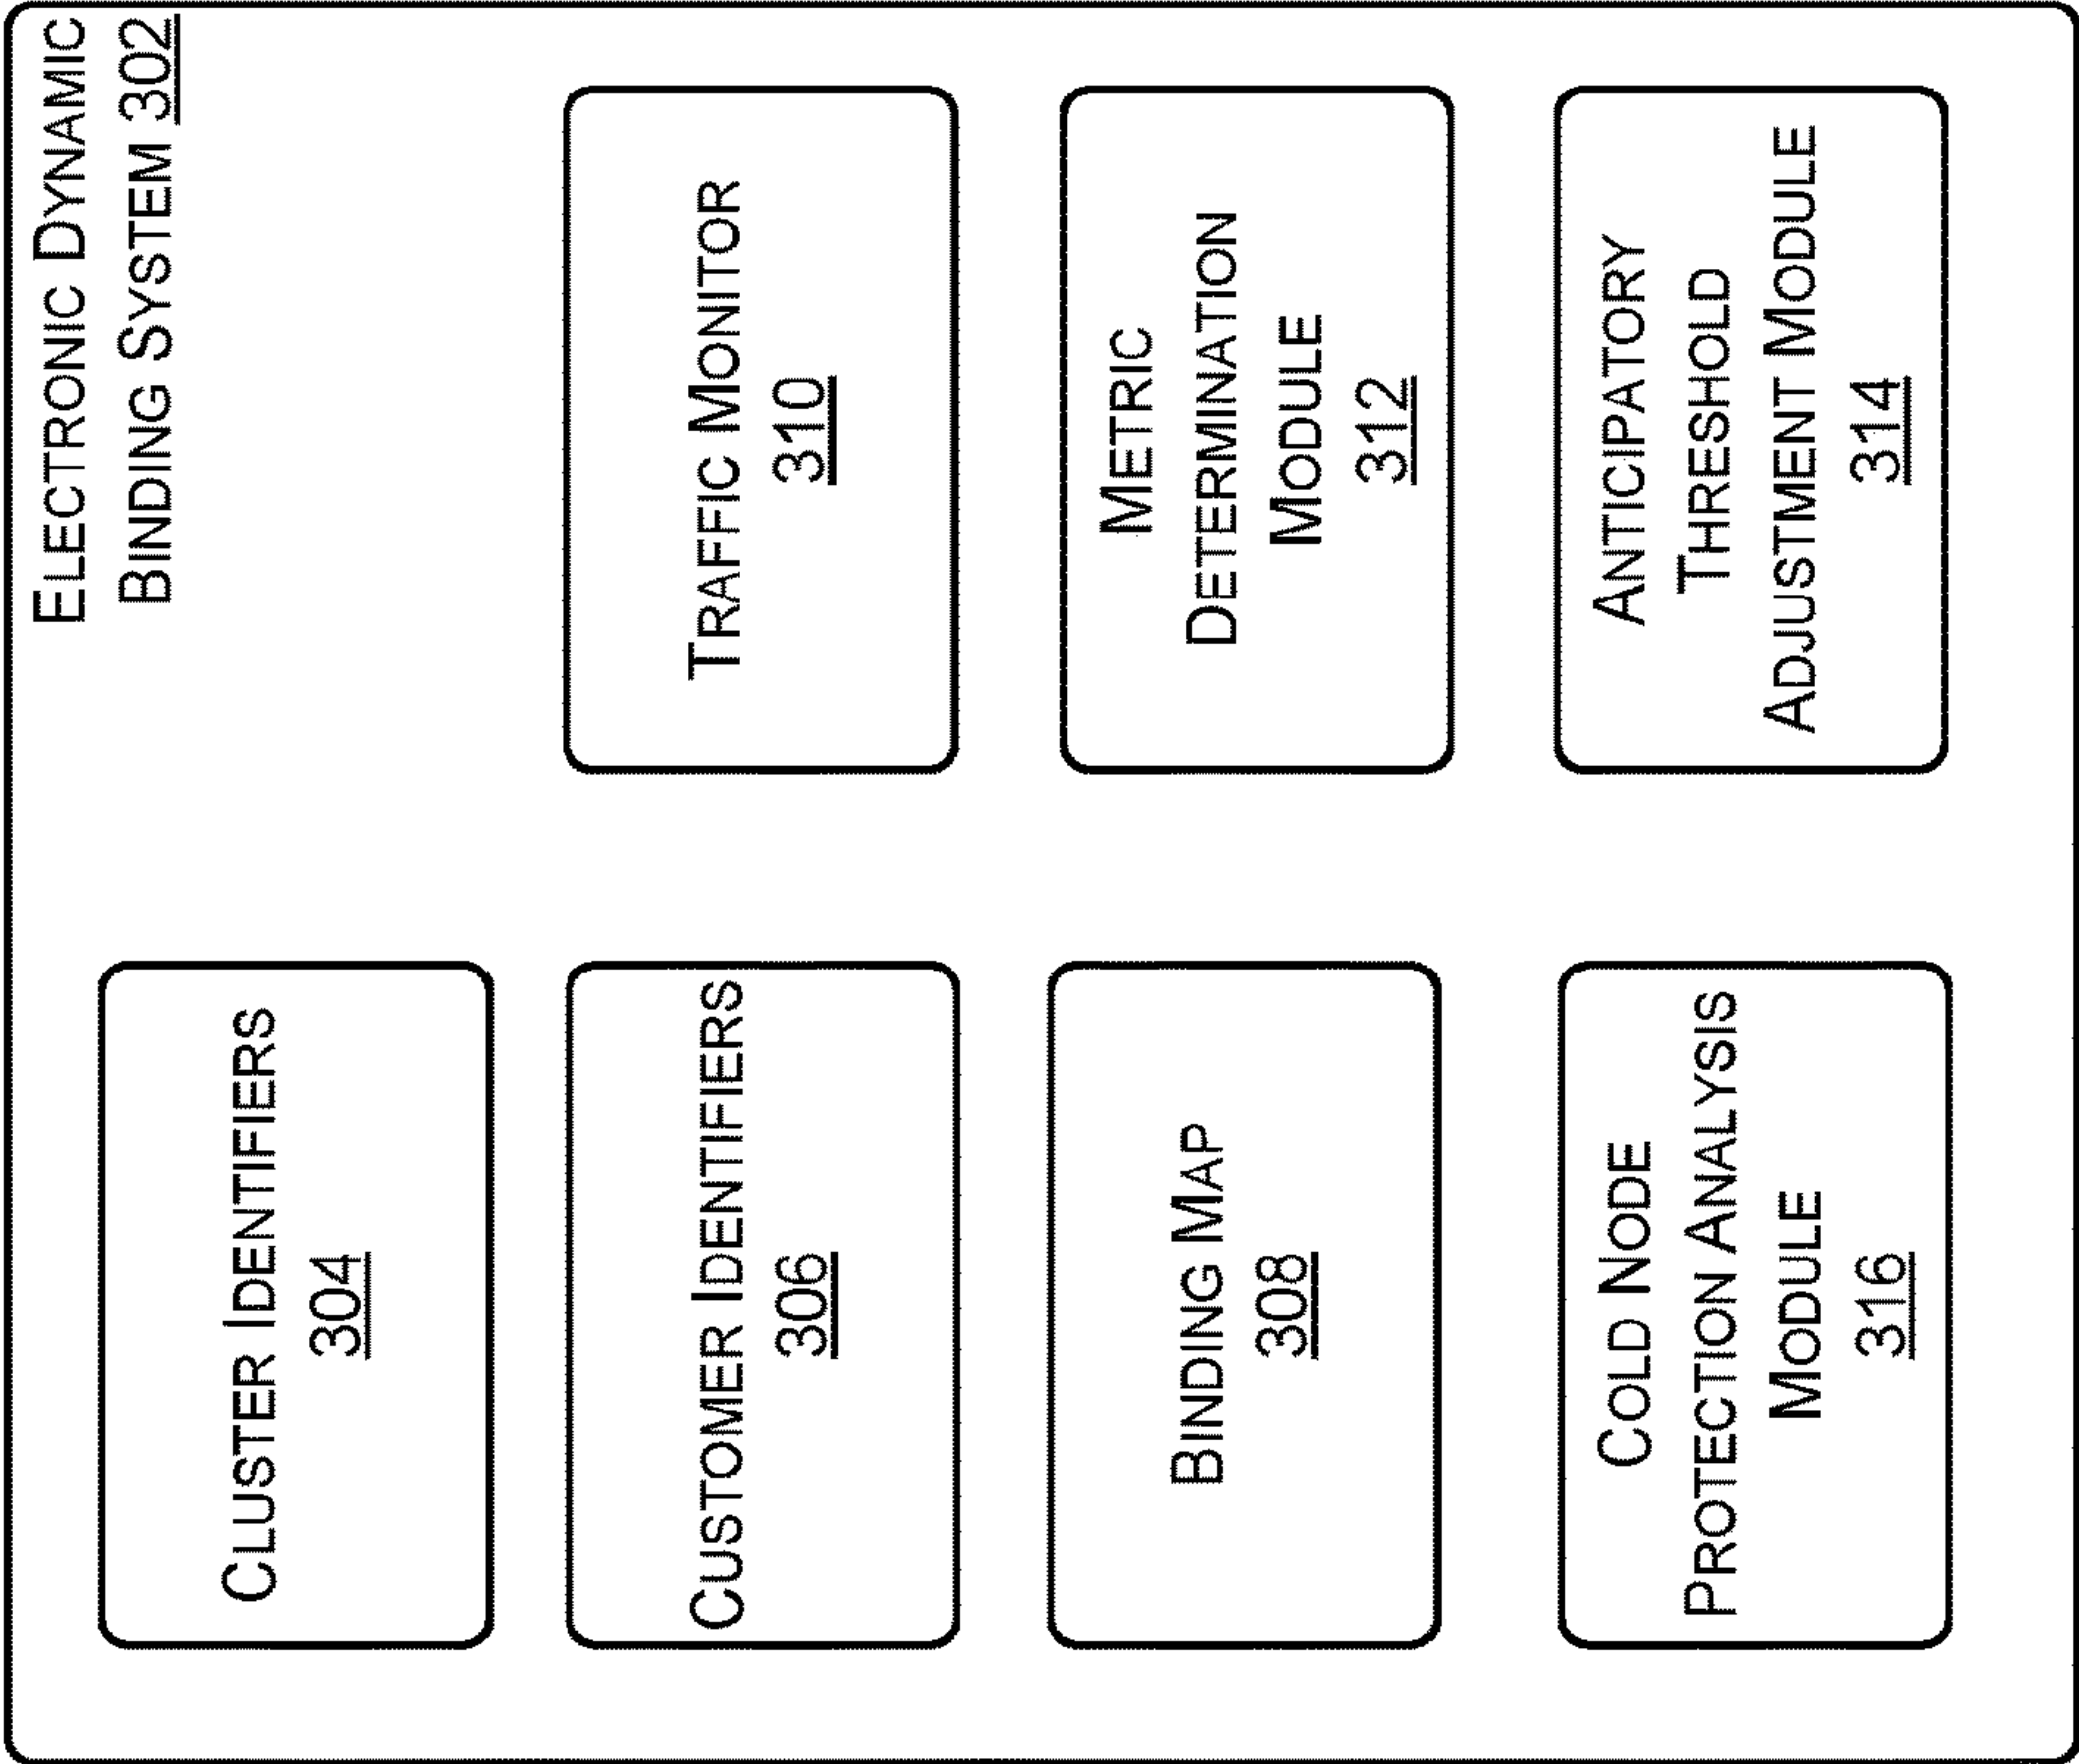 ELECTRONIC DYNAMIC
BINDING SYSTEM 302
CLUSTER IDENTIFIERS
304
CUSTOMER IDENTIFIERS
306
BINDING MAP
308
COLD NODE
PROTECTION ANALYSIS
MODULE
316
TRAFFIC MONITOR
310
METRIC
DETERMINATION
MODULE
312
ANTICIPATORY
THRESHOLD
ADJUSTMENT MODULE
314